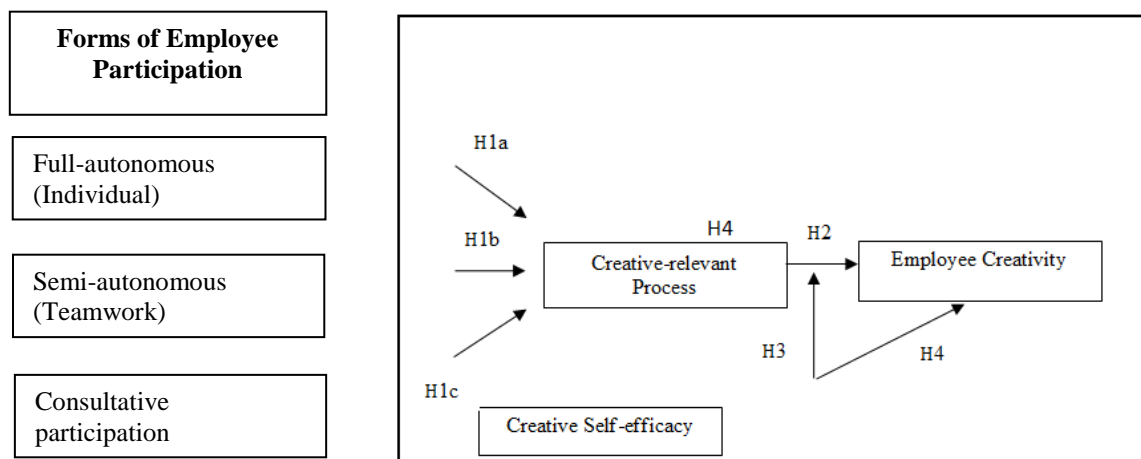 Forms of Employee
Participation
Full-autonomous
(Individual)
Semi-autonomous
(Teamwork)
Consultative
participation
H1a
H1b
H1c
H4
Creative-relevant
Process
H2
Employee Creativity
H3
H4
Creative Self-efficacy